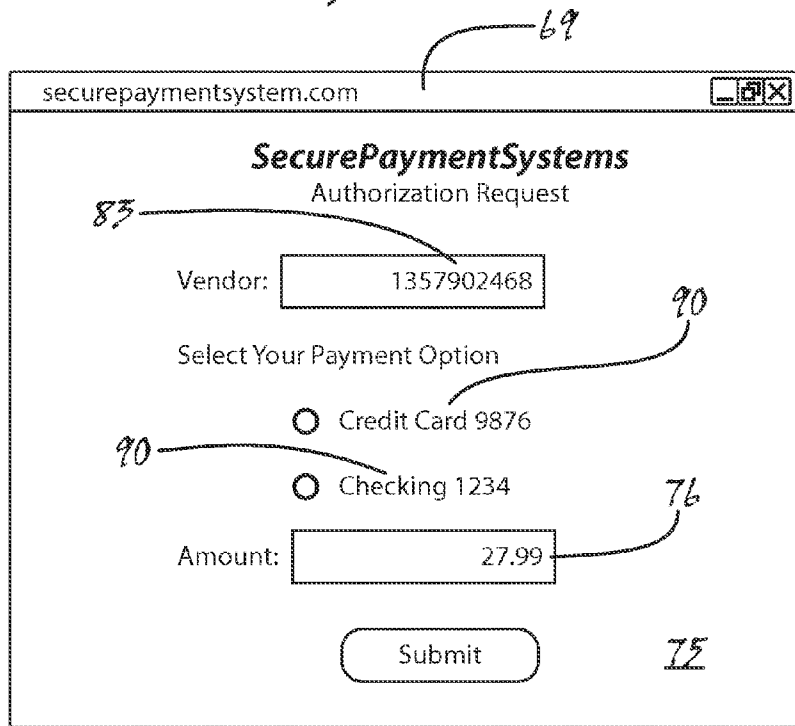 69
securepaymentsystem.com
SecurePaymentSystems
Authorization Request
83
Vendor: 1357902468
90
Select Your Payment Option
Credit Card 9876
90
Checking 1234
76
Amount: 27.99
Submit
75